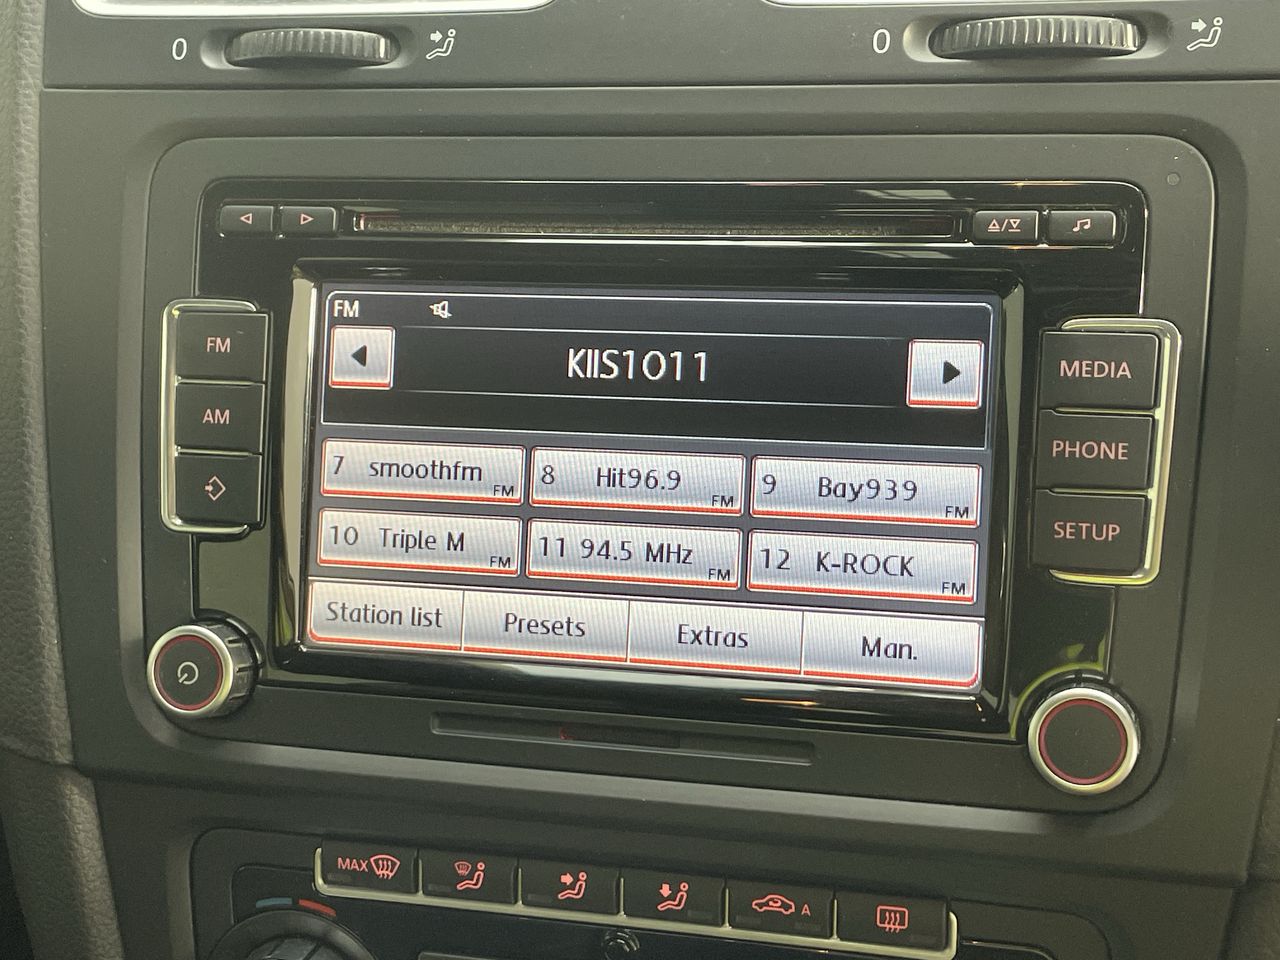 0
0
FM
KIIS1011
FM
AM
MEDIA
PHONE
SETUP
7 smoothfm FM
8 Hit96.9 FM
9 Bay939 FM
10 Triple M FM
11 94.5 MHz FM
12 K-ROCK FM
Station list
Presets
Extras
Man.
MAX
A